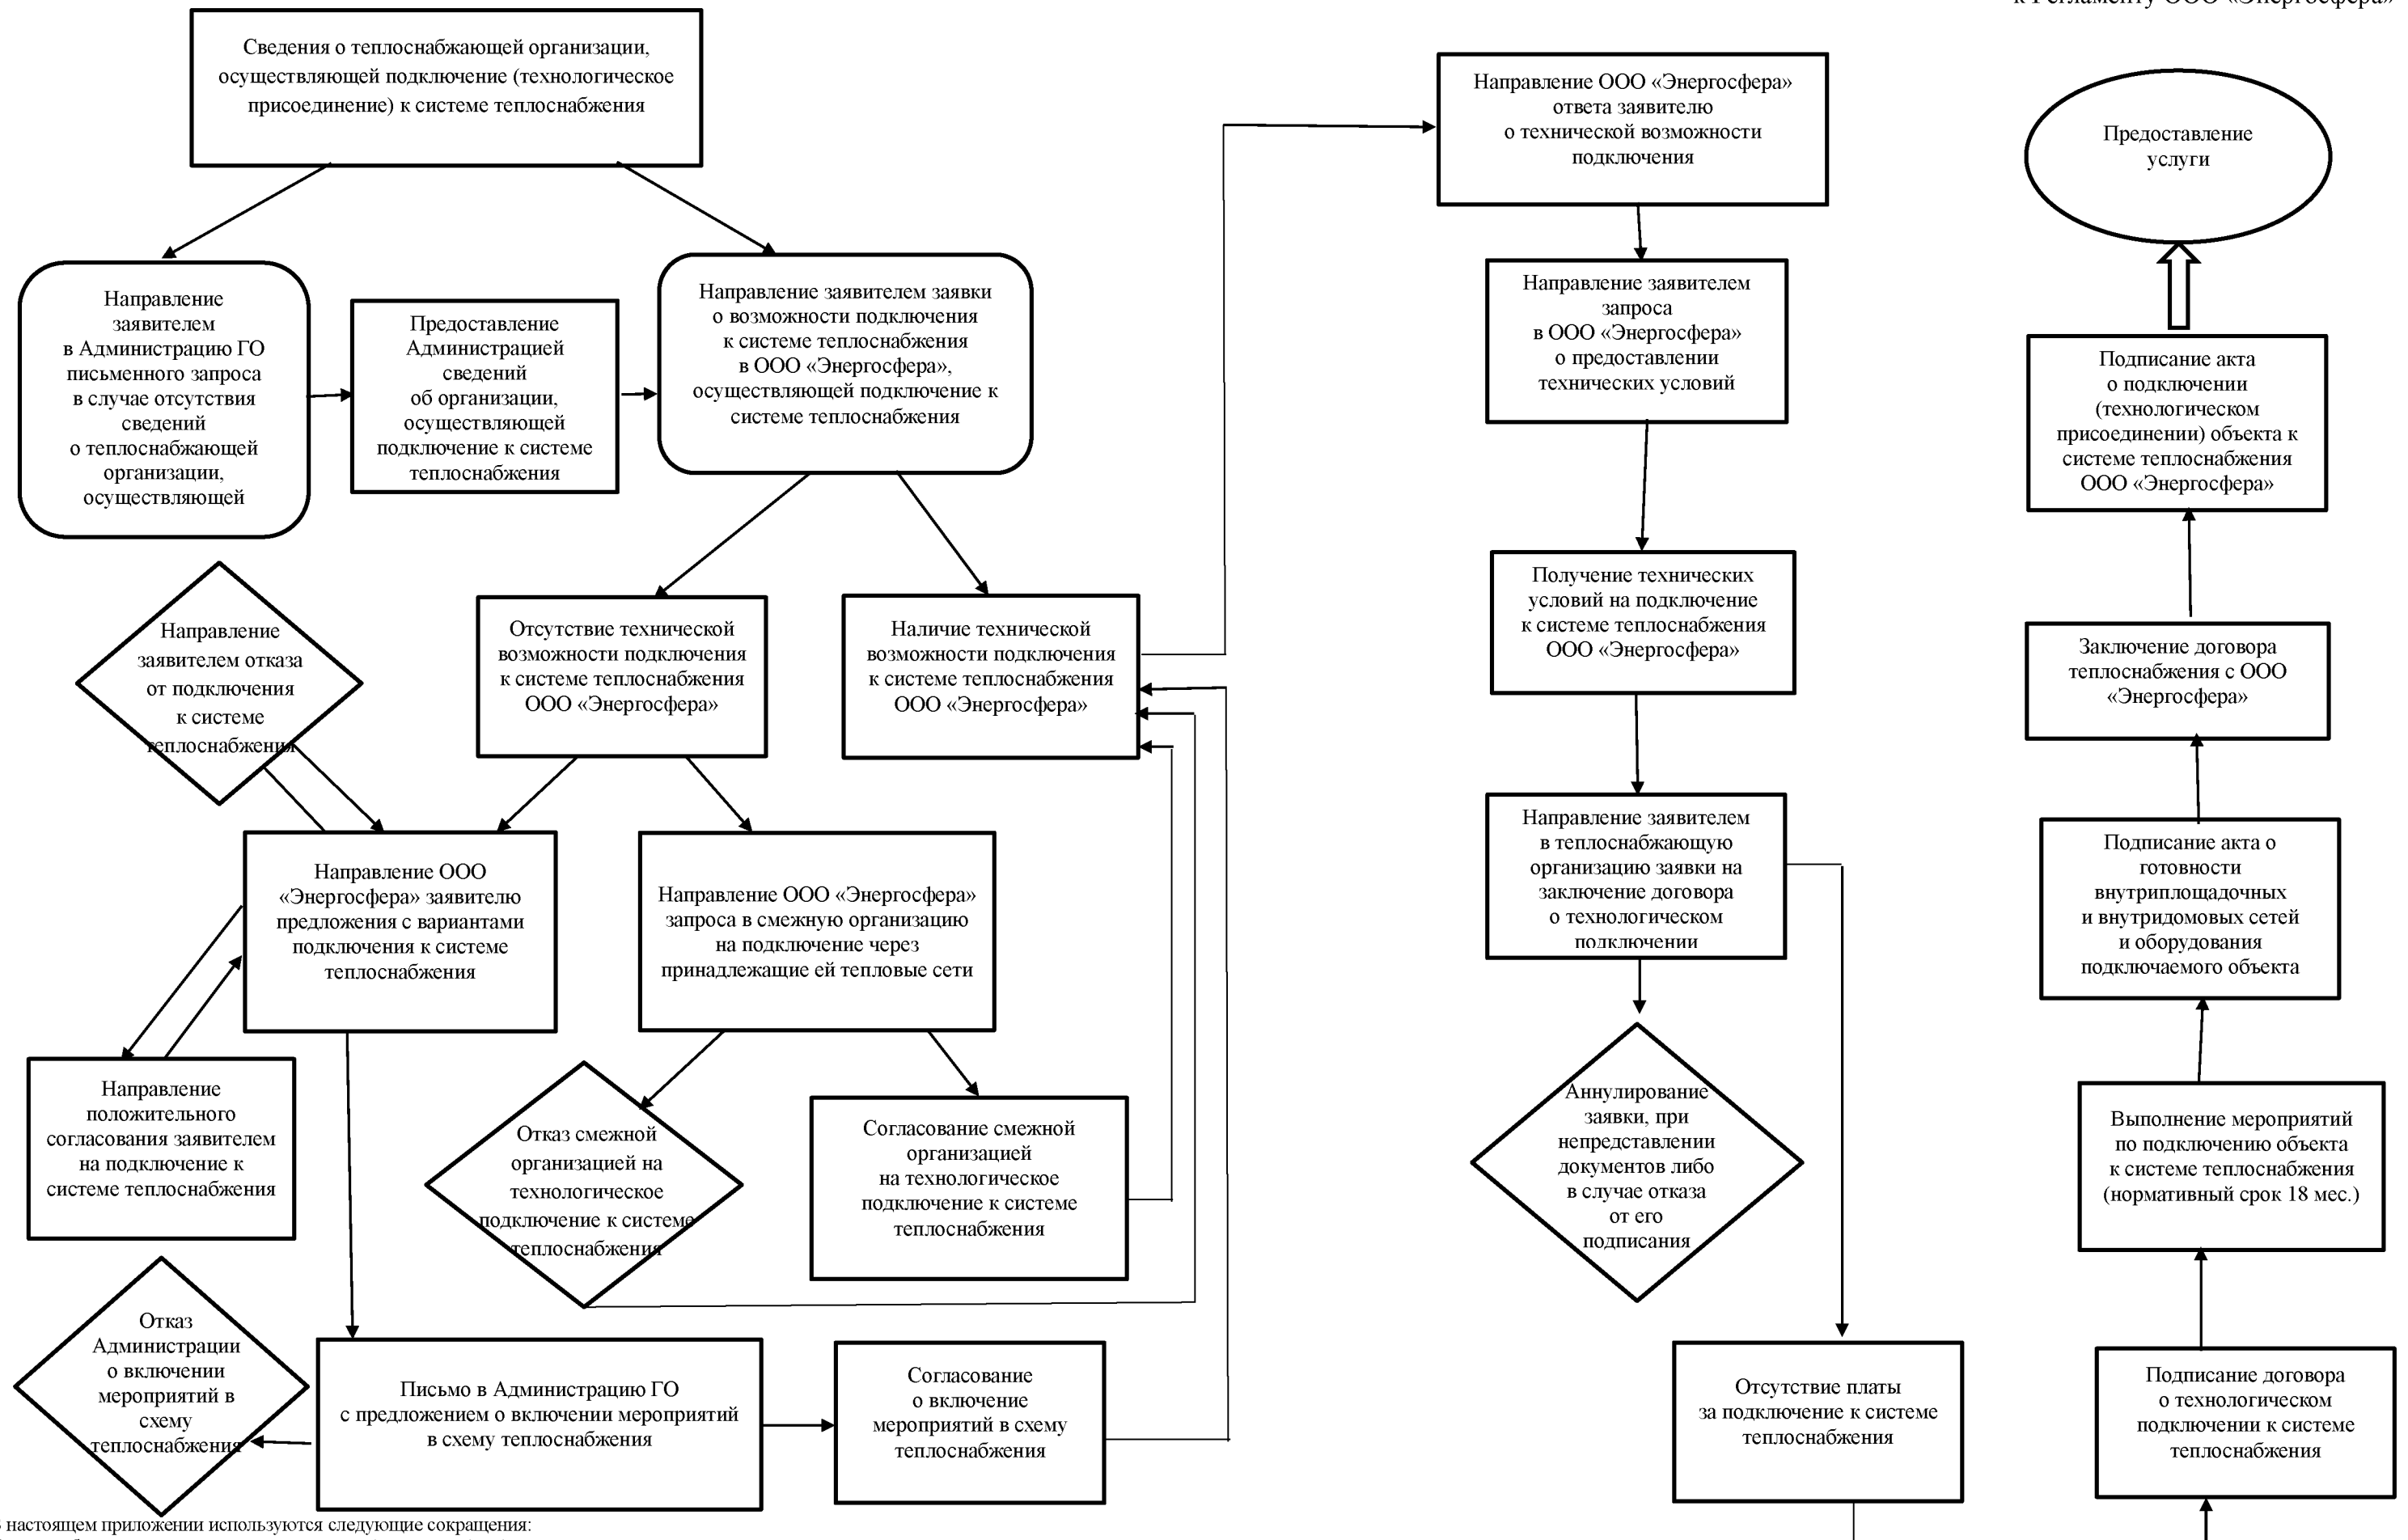 к Регламенту ООО «Энергосфера»
Сведения о теплоснабжающей организации,
осуществляющей подключение (технологическое
присоединение) к системе теплоснабжения
Направление
заявителем
в Администрацию ГО
письменного запроса
в случае отсутствия
сведений
о теплоснабжающей
организации,
осуществляющей
Предоставление
Администрацией
сведений
об организации,
осуществляющей
подключение к системе
теплоснабжения
Направление заявителем заявки
о возможности подключения
к системе теплоснабжения
в ООО «Энергосфера»,
осуществляющей подключение к
системе теплоснабжения
Направление
заявителем отказа
от подключения
к системе
теплоснабжения
Отсутствие технической
возможности подключения
к системе теплоснабжения
ООО «Энергосфера»
Наличие технической
возможности подключения
к системе теплоснабжения
ООО «Энергосфера»
Направление ООО
«Энергосфера» заявителю
предложения с вариантами
подключения к системе
теплоснабжения
Направление ООО «Энергосфера»
запроса в смежную организацию
на подключение через
принадлежащие ей тепловые сети
Направление
положительного
согласования заявителем
на подключение к
системе теплоснабжения
Отказ смежной
организацией на
технологическое
подключение к системе
теплоснабжения
Согласование смежной
организацией
на технологическое
подключение к системе
теплоснабжения
Отказ
Администрации
о включении
мероприятий в
схему
теплоснабжения
Письмо в Администрацию ГО
с предложением о включении мероприятий
в схему теплоснабжения
Согласование
о включение
мероприятий в схему
теплоснабжения
настоящем приложении используются следующие сокращения:
Направление ООО «Энергосфера»
ответа заявителю
о технической возможности
подключения
Направление заявителем
запроса
в ООО «Энергосфера»
о предоставлении
технических условий
Получение технических
условий на подключение
к системе теплоснабжения
ООО «Энергосфера»
Направление заявителем
в теплоснабжающую
организацию заявки на
заключение договора
о технологическом
подключении
Аннулирование
заявки, при
непредставлении
документов либо
в случае отказа
от его
подписания
Отсутствие платы
за подключение к системе
теплоснабжения
Предоставление
услуги
Подписание акта
о подключении
(технологическом
присоединении) объекта к
системе теплоснабжения
ООО «Энергосфера»
Заключение договора
теплоснабжения с ООО
«Энергосфера»
Подписание акта о
готовности
внутриплощадочных
и внутридомовых сетей
и оборудования
подключаемого объекта
Выполнение мероприятий
по подключению объекта
к системе теплоснабжения
(нормативный срок 18 мес.)
Подписание договора
о технологическом
подключении к системе
теплоснабжения